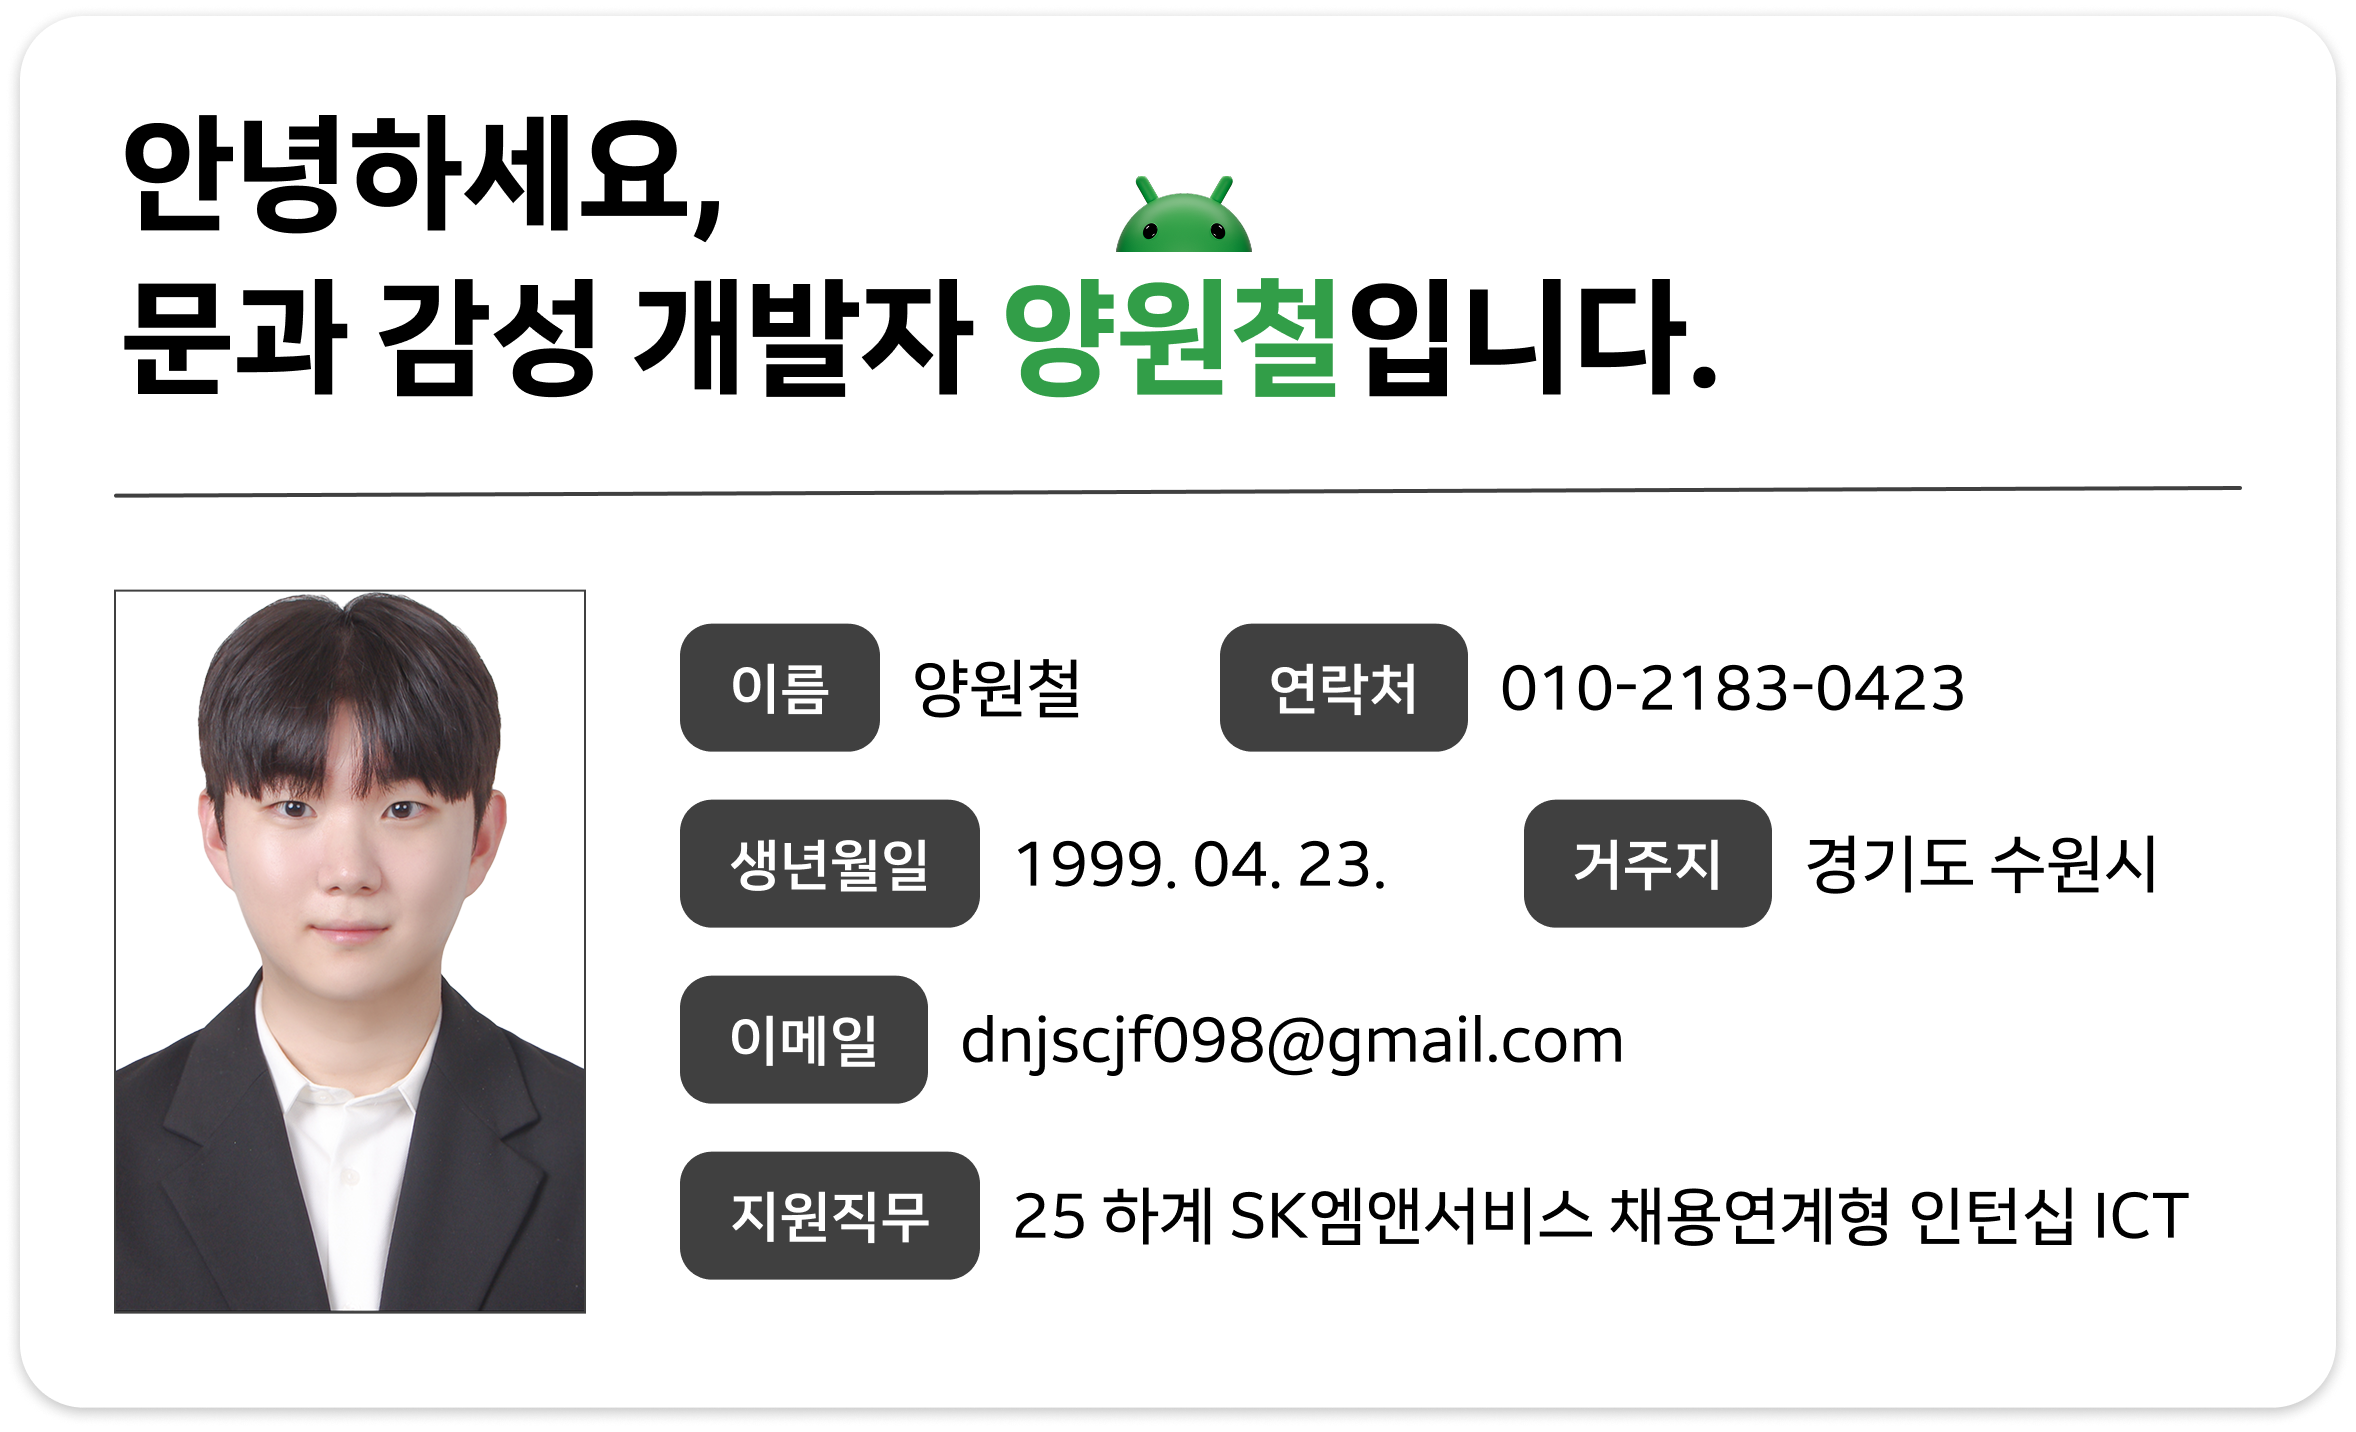 안녕하세요,
문과 감성 개발자 양원철입니다.
이름 양원철 연락처 010-2183-0423
생년월일 1999. 04. 23. 거주지 경기도 수원시
이메일 dnjscjf098@gmail.com
지원직무 25 하계 SK엠앤서비스 채용연계형 인턴십 ICT